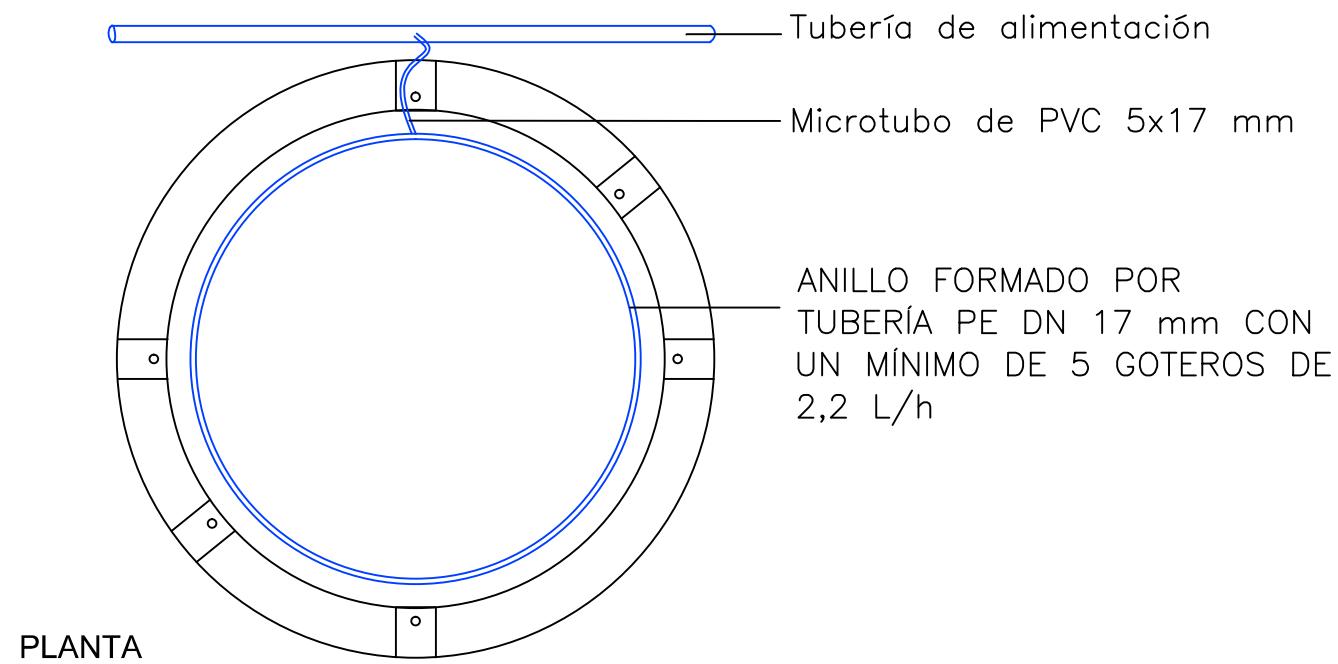 Tubería de alimentación
Microtubo de PVC 5x17 mm
ANILLO FORMADO POR
TUBERÍA PE DN 17 mm CON
UN MÍNIMO DE 5 GOTEROS DE
2,2 L/h
PLANTA